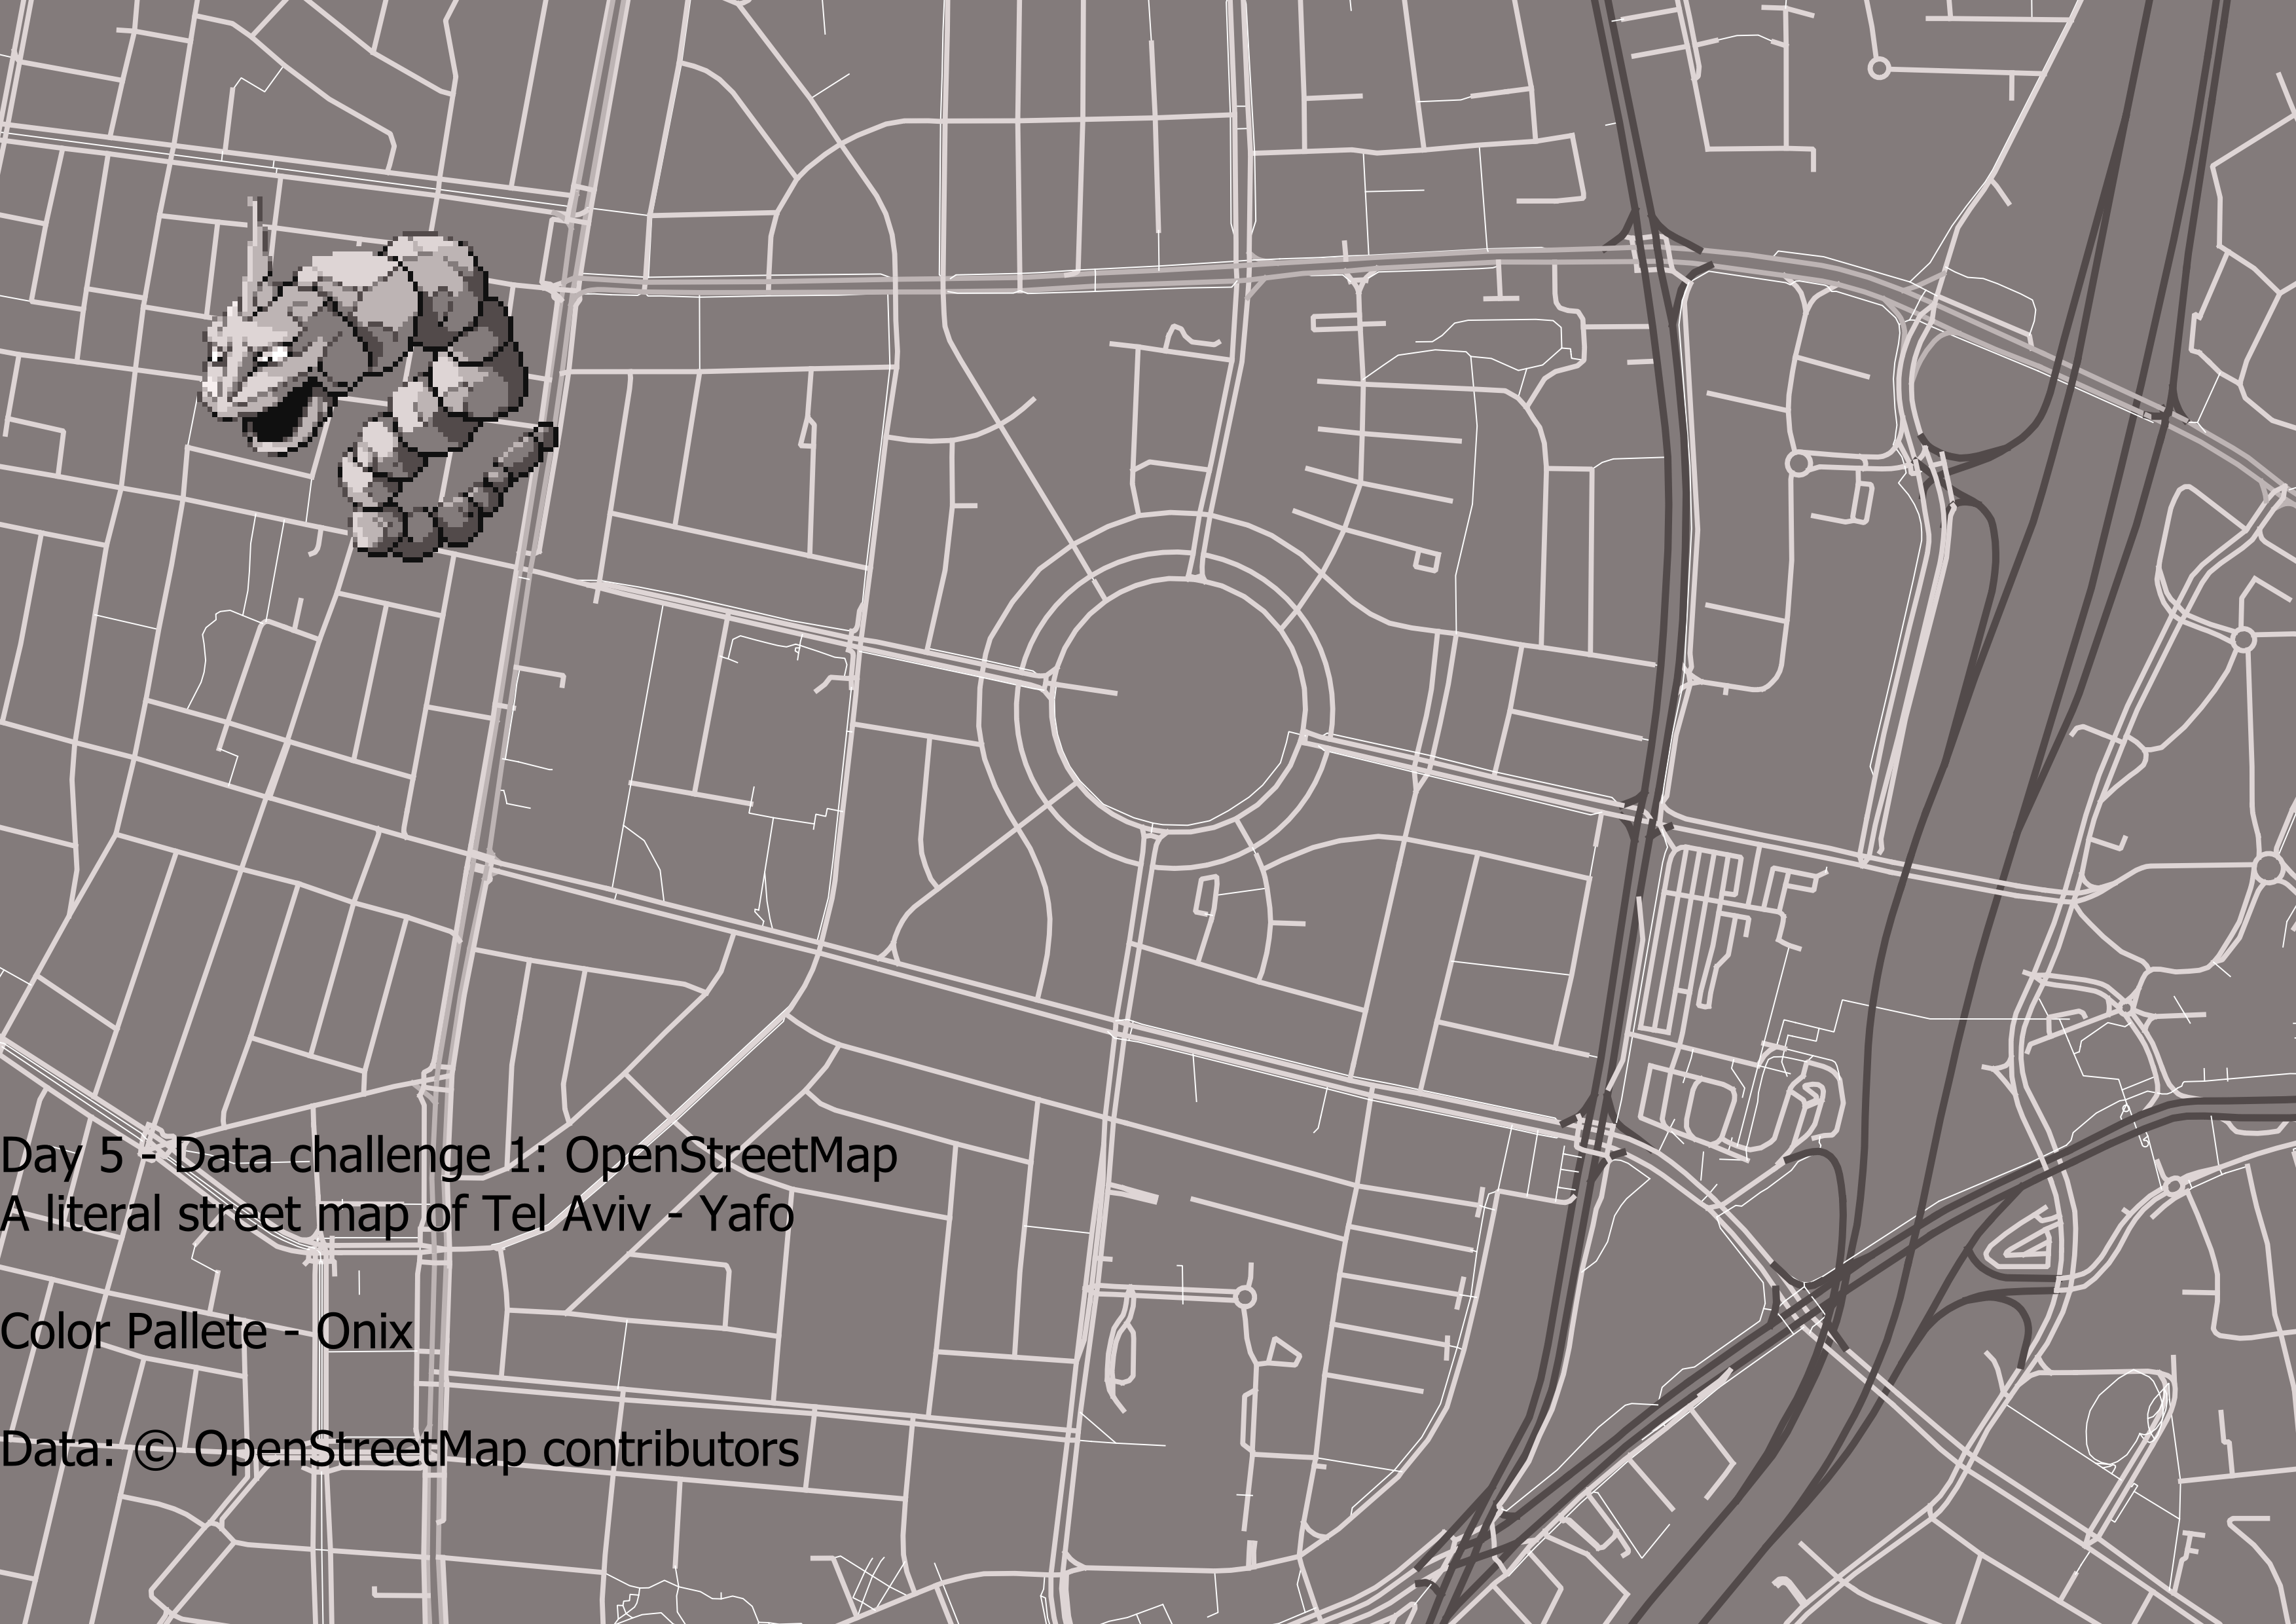 Day 5 - Data challenge 1: OpenStreetMap
A literal street map of Tel Aviv - Yafo
Color Pallete - Onix
Data: © OpenStreetMap contributors